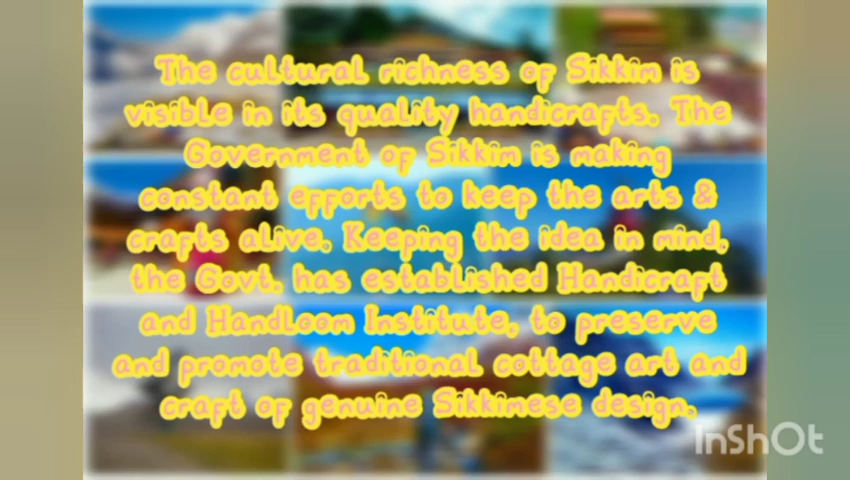 The cultural richness of Sikkim is
visible in its quality handicrafts. The
Government of Sikkim is making
constant efforts to keep the arts &
crafts alive. Keeping the idea in mind,
the Govt. has established Handicraft
and HandLoom Institute, to preserve
and promote traditional cottage art and
craft of genuine Sikkimese design.
InShOt